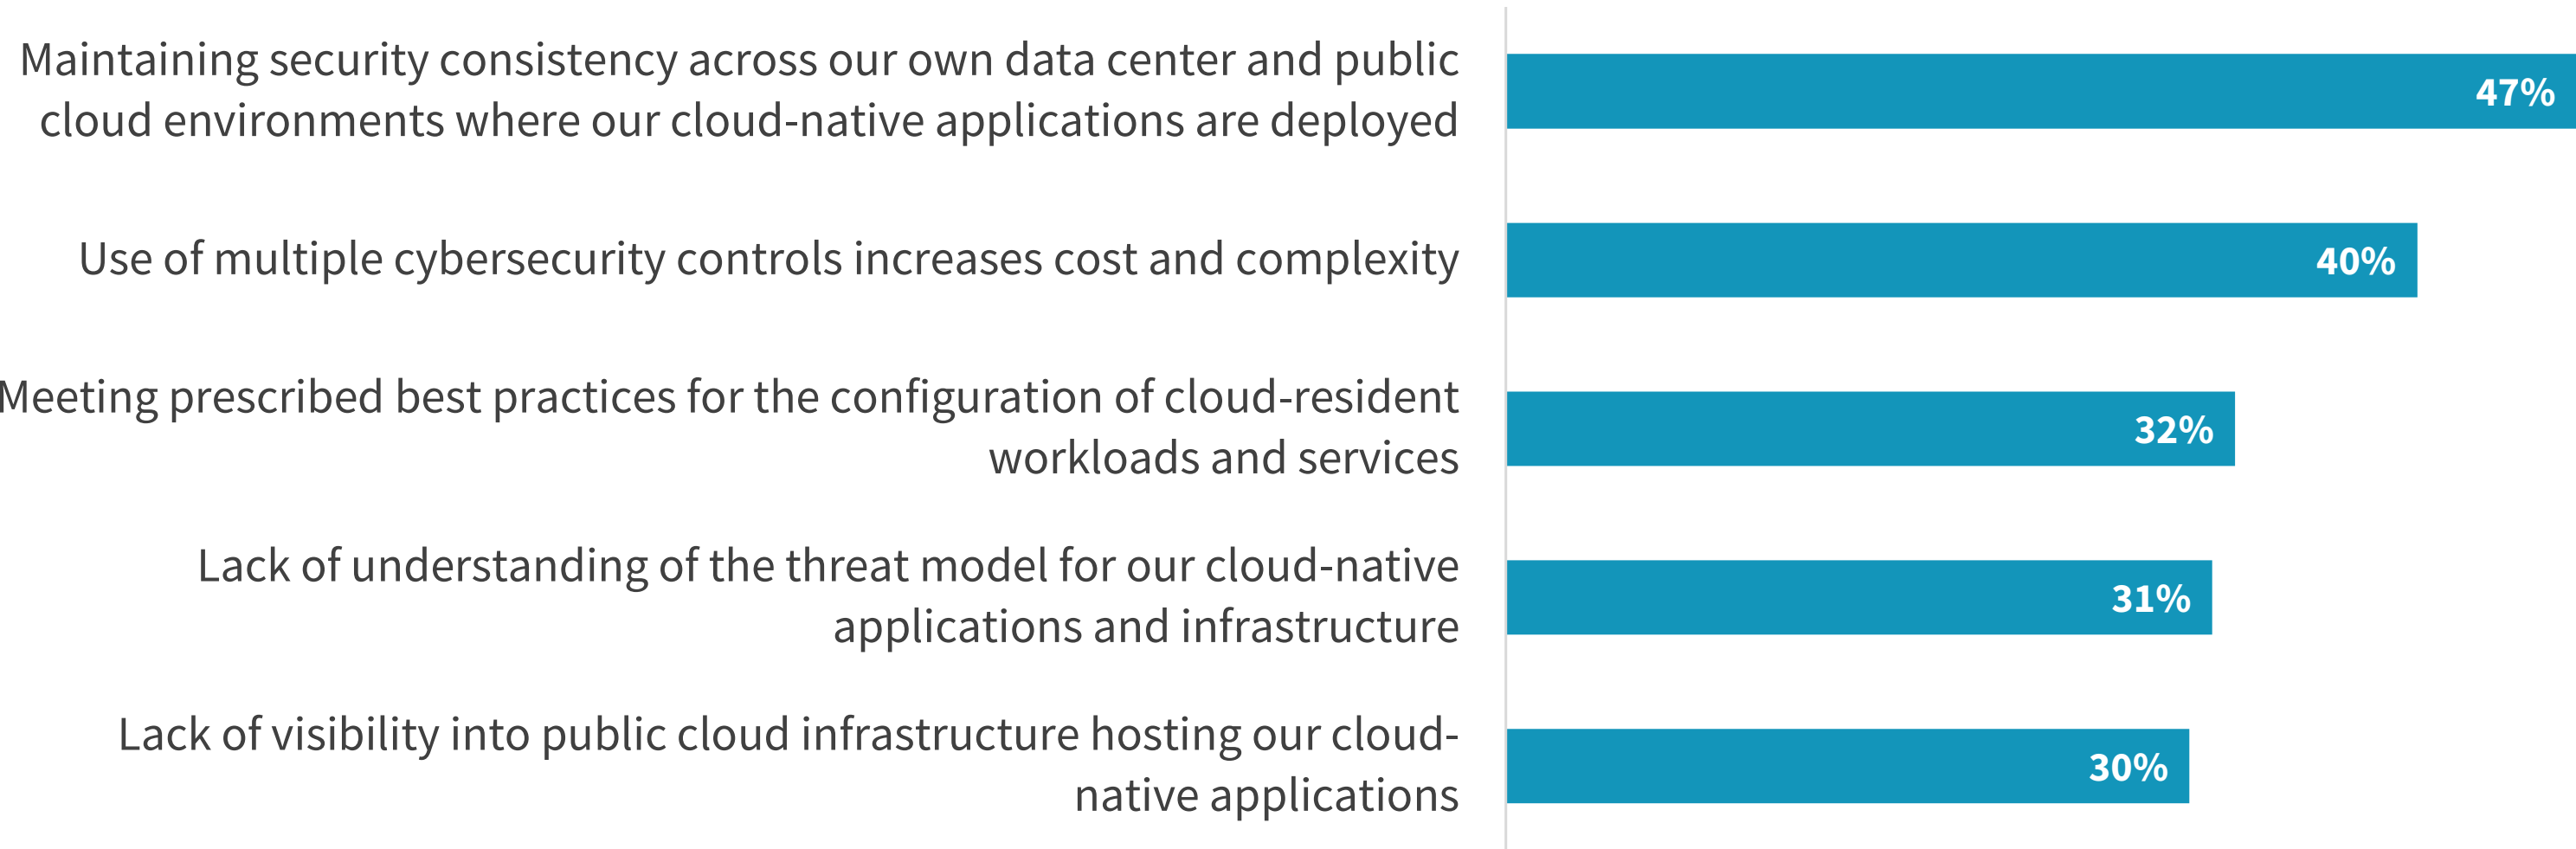 Maintaining security consistency across our own data center and public
cloud environments where our cloud-native applications are deployed
47%
Use of multiple cybersecurity controls increases cost and complexity
40%
Meeting prescribed best practices for the configuration of cloud-resident
workloads and services
32%
Lack of understanding of the threat model for our cloud-native
applications and infrastructure
31%
Lack of visibility into public cloud infrastructure hosting our cloud-
native applications
30%